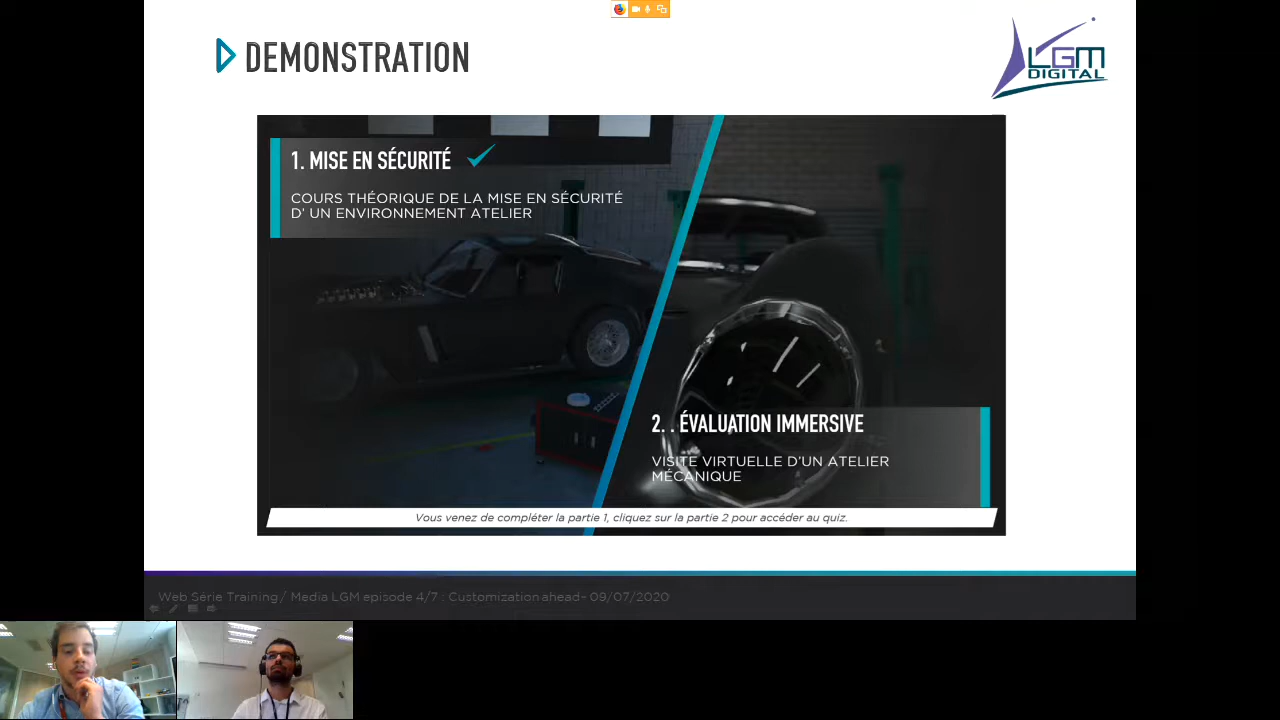 DEMONSTRATION
LGM
DIGITAL
1. MISE EN SÉCURITÉ
COURS THÉORIQUE DE LA MISE EN SÉCURITÉ
D' UN ENVIRONNEMENT ATELIER
2. . ÉVALUATION IMMERSIVE
VISITE VIRTUELLE D'UN ATELIER
MÉCANIQUE
Vous venez de compléter la partie 1, cliquez sur la partie 2 pour accéder au quiz.
Web Série Training / Media LGM episode 4/7 : Customization ahead- 09/07/2020